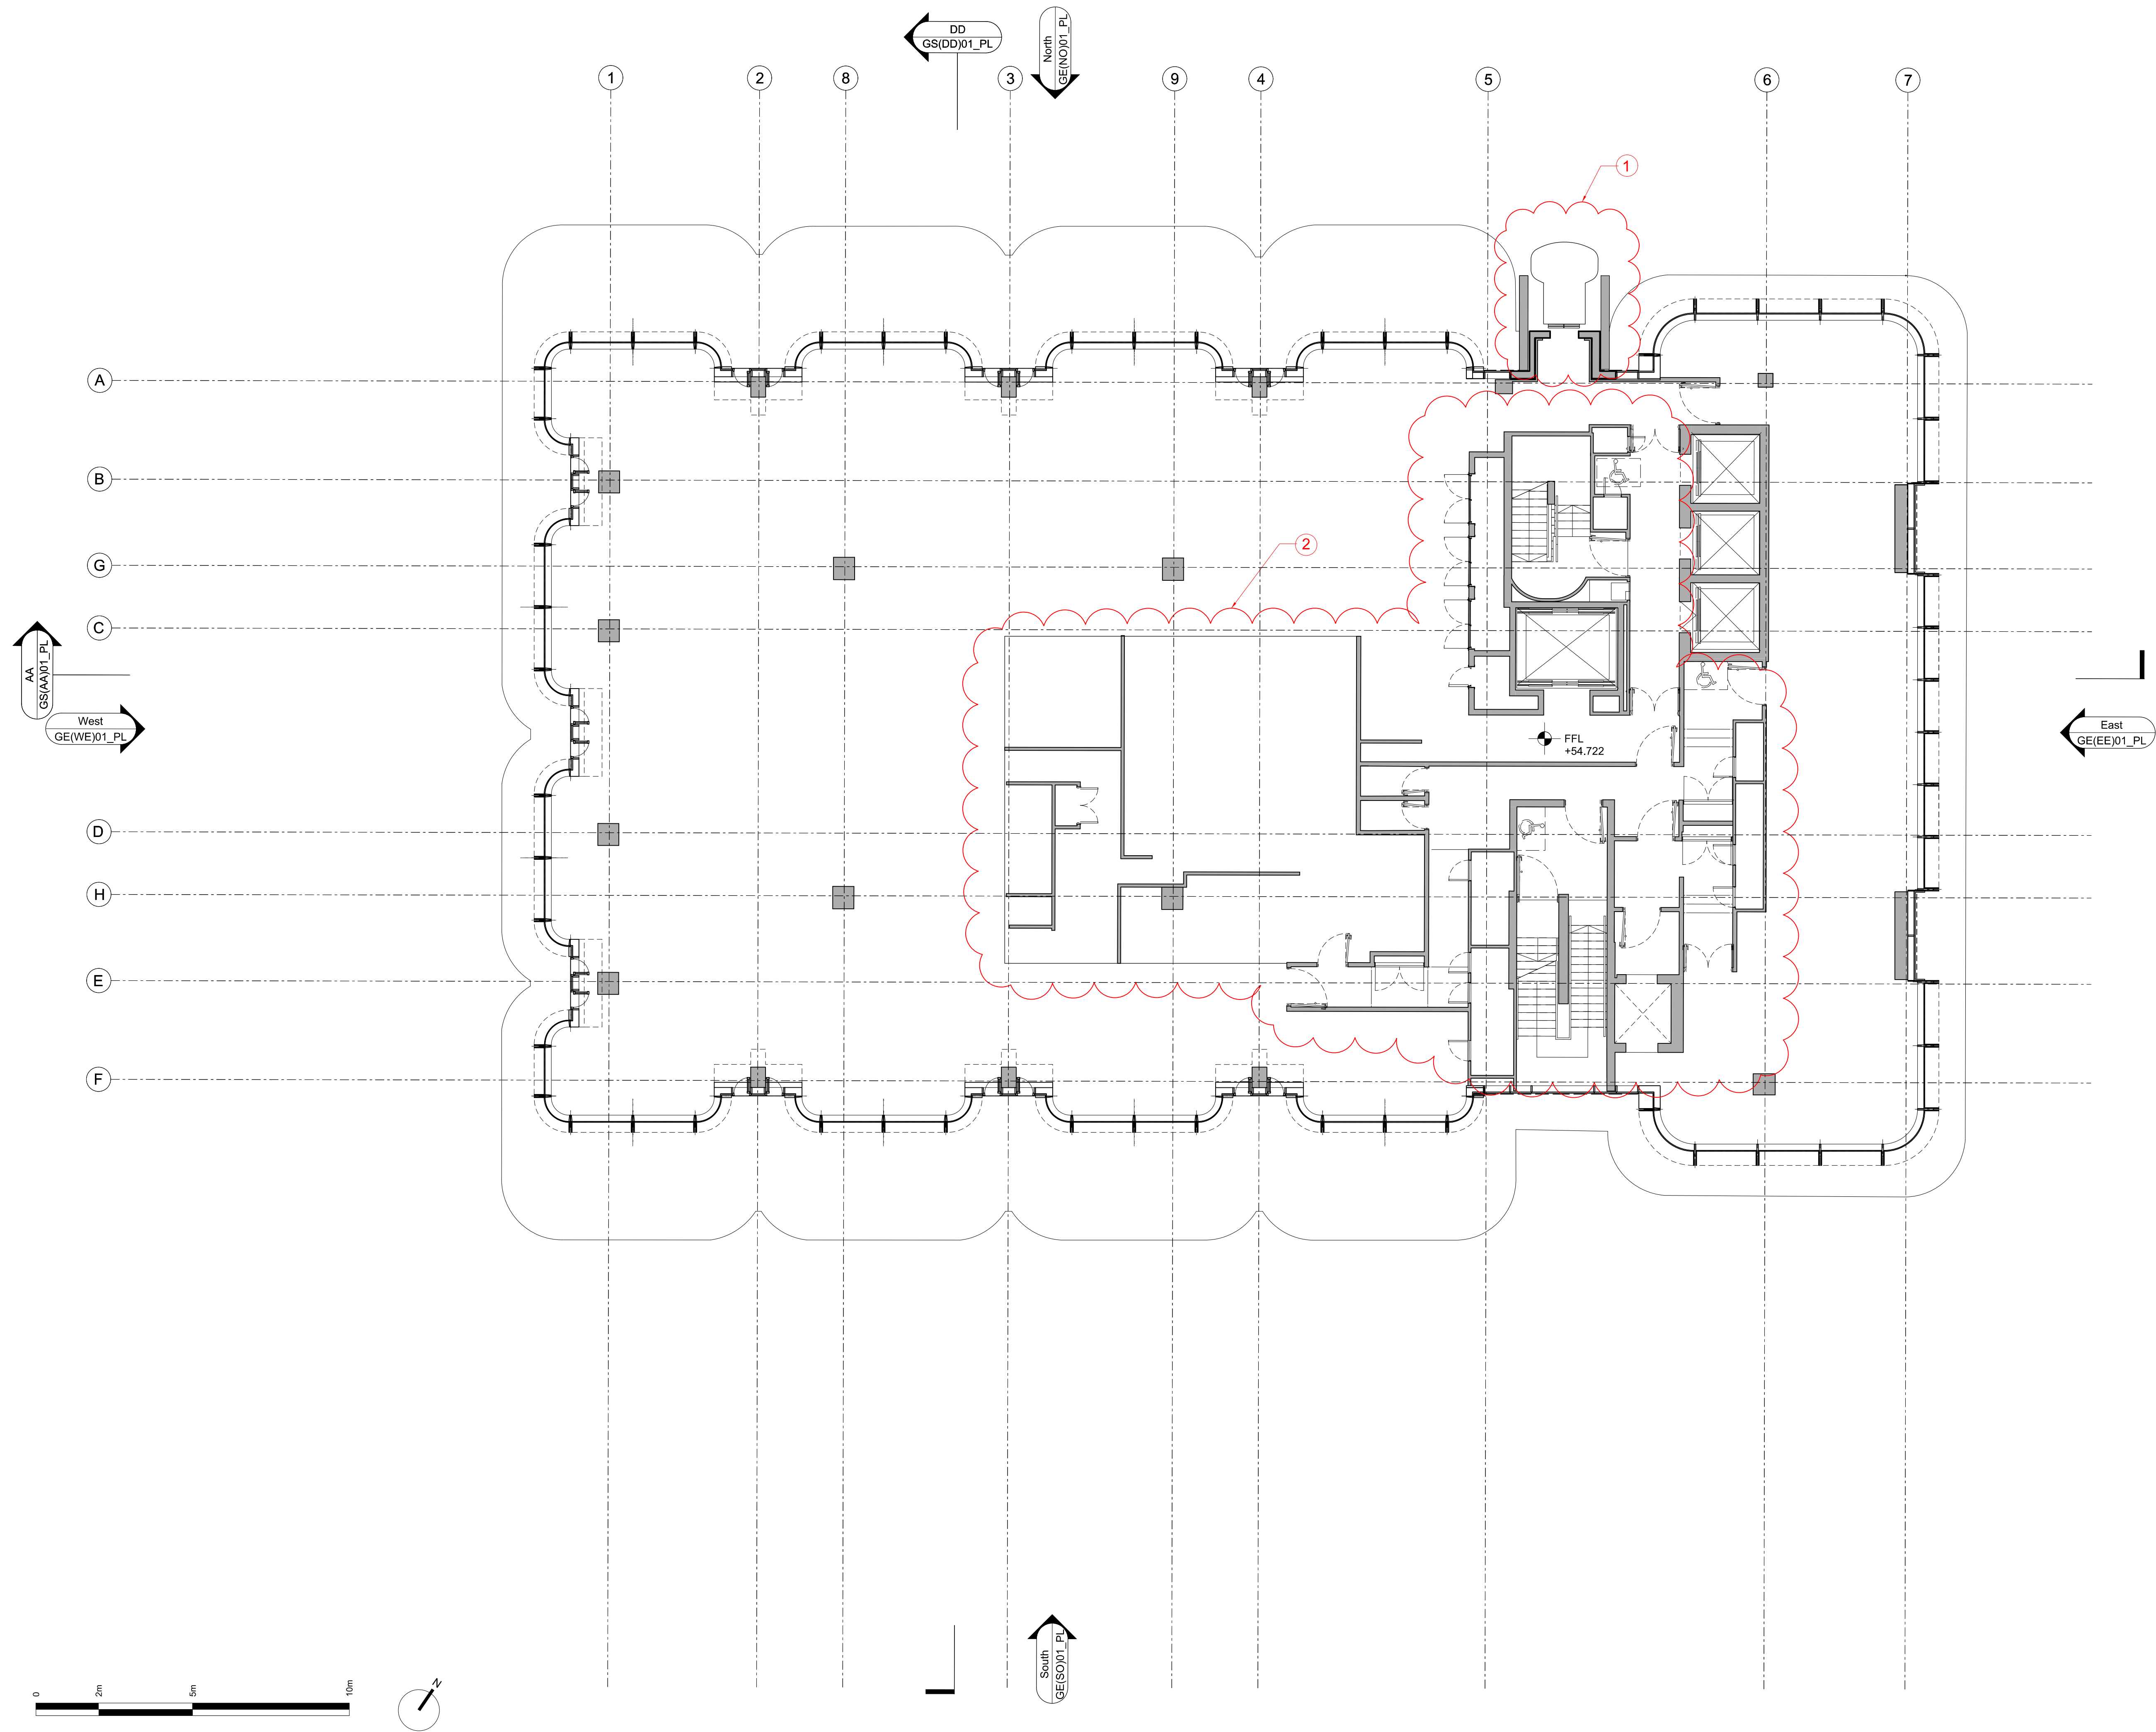 DD
GS(DD)01_PL
North
GE(NO)01_PL
1
2
8
3
9
4
5
6
7
1
A
B
2
G
C
AA
GS(AA)01_PL
West
GE(WE)01_PL
East
GE(EE)01_PL
FFL
+54.722
D
H
E
F
South
GE(SO)01_PL
0
2m
5m
10m
N